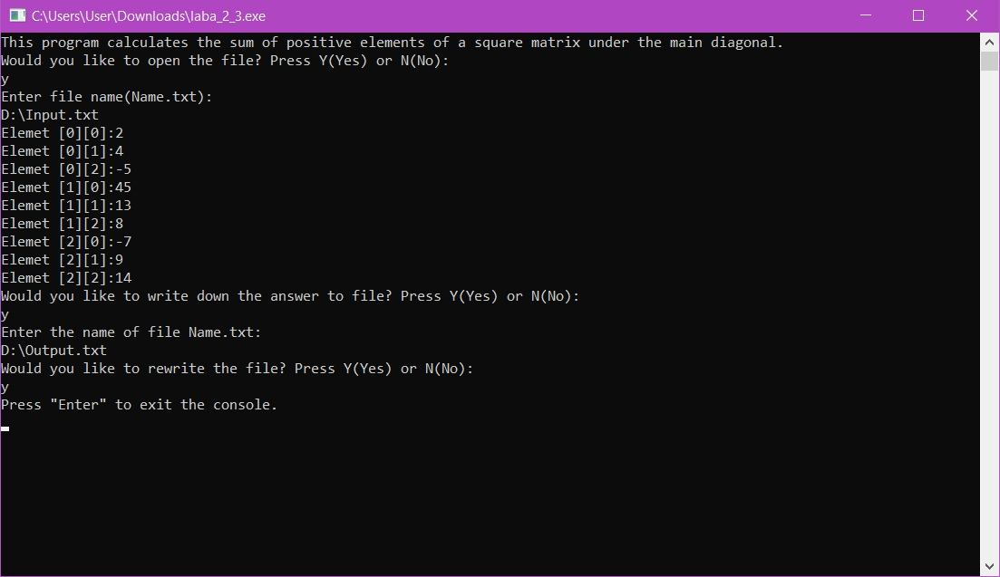 C:\Users\User\Downloads\laba_2_3.exe
This program calculates the sum of positive elements of a square matrix under the main diagonal.
Would you like to open the file? Press Y(Yes) or N(No):
y
Enter file name(Name.txt):
D:\Input.txt
Elemet [0][0]:2
Elemet [0][1]:4
Elemet [0][2]:-5
Elemet [1][0]:45
Elemet [1][1]:13
Elemet [1][2]:8
Elemet [2][0]:-7
Elemet [2][1]:9
Elemet [2][2]:14
Would you like to write down the answer to file? Press Y(Yes) or N(No):
y
Enter the name of file Name.txt:
D:\Output.txt
Would you like to rewrite the file? Press Y(Yes) or N(No):
y
Press "Enter" to exit the console.